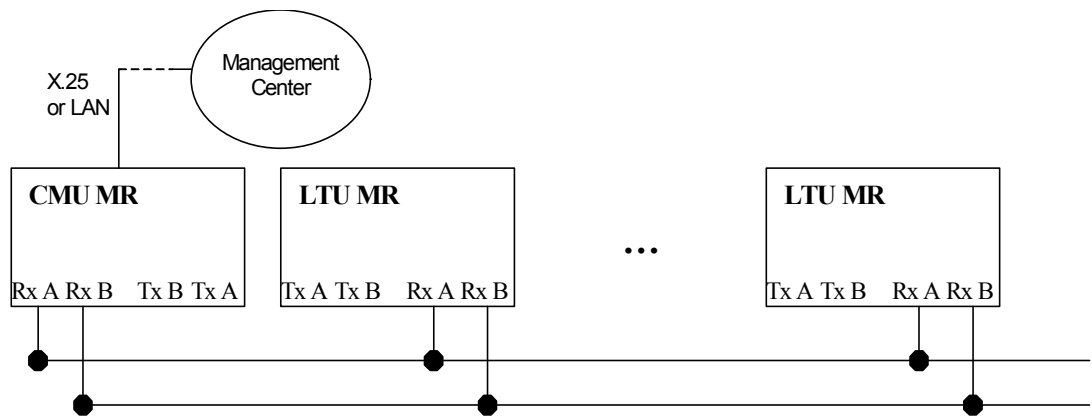 Management
Center
X.25
or LAN
CMU MR
LTU MR
LTU MR
...
Rx A Rx B Tx B Tx A
Tx A Tx B Rx A Rx B
Tx A Tx B Rx A Rx B